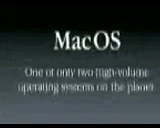 MacOS
One of only two high-volume
operating systems on the planet